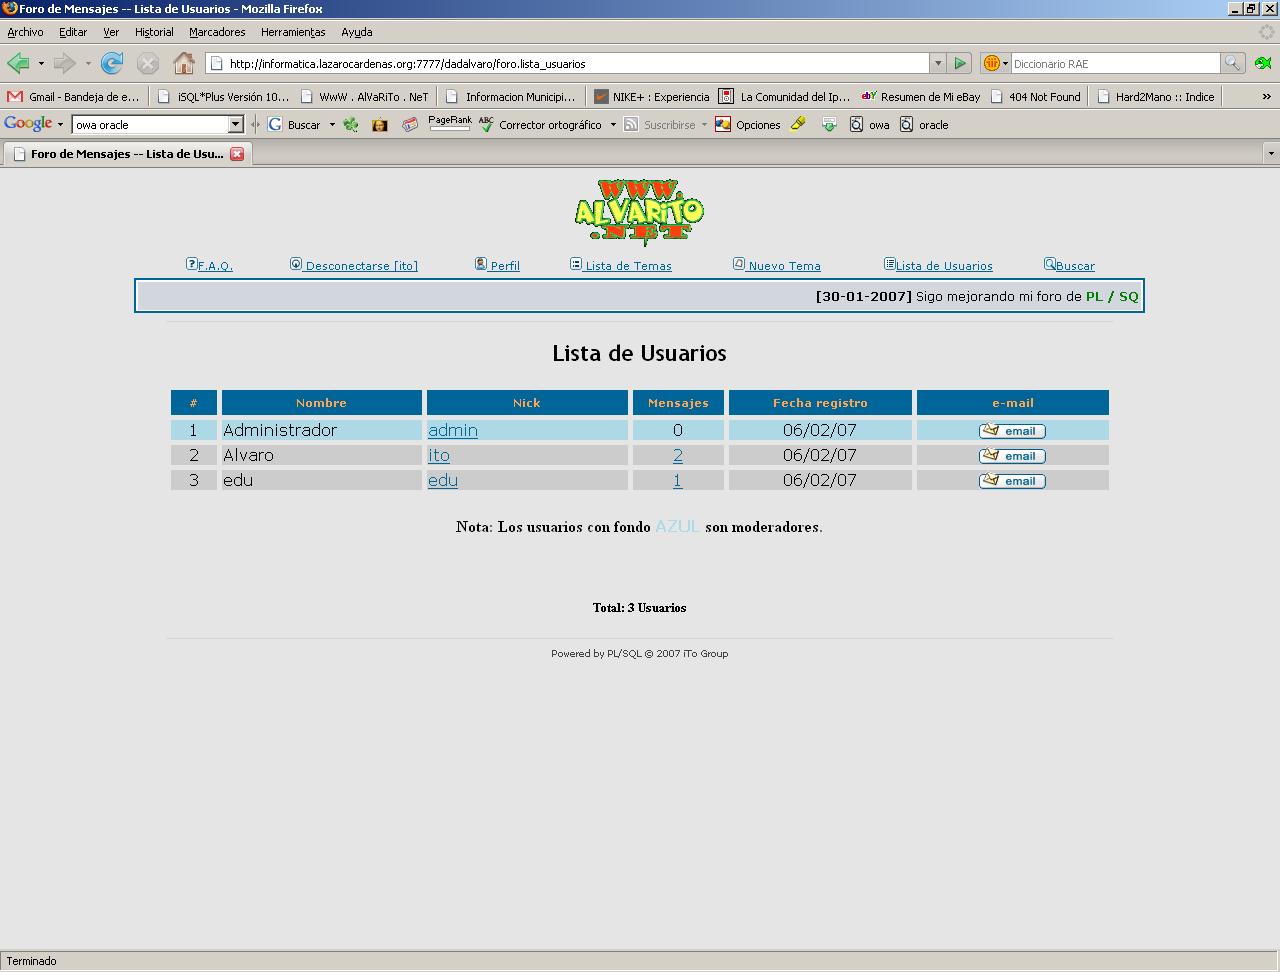 Foro de Mensajes -- Lista de Usuarios - Mozilla Firefox
Archivo Editar Ver Historial Marcadores Herramientas Ayuda
http://informatica.lazarocardenas.org:7777/dadalvaro/foro.lista_usuarios Diccionario RAE
Gmail - Bandeja de e... iSQL*Plus Versión 10... WwW . AlVaRiTo . NeT Informacion Municipi... NIKE+ : Experiencia La Comunidad del Ip... Resumen de Mi eBay 404 Not Found Hard2Mano :: Indice »
Google owa oracle Buscar PageRank Corrector ortográfico Suscribirse Opciones owa oracle
Foro de Mensajes -- Lista de Usu...
WWW.
ALVARITO
.NET
F.A.Q. Desconectarse [ito] Perfil Lista de Temas Nuevo Tema Lista de Usuarios Buscar
[30-01-2007] Sigo mejorando mi foro de PL / SQ
Lista de Usuarios
# Nombre Nick Mensajes Fecha registro e-mail
1 Administrador admin 0 06/02/07 email
2 Alvaro ito 2 06/02/07 email
3 edu edu 1 06/02/07 email
Nota: Los usuarios con fondo AZUL son moderadores.
Total: 3 Usuarios
Powered by PL/SQL © 2007 iTo Group
Terminado